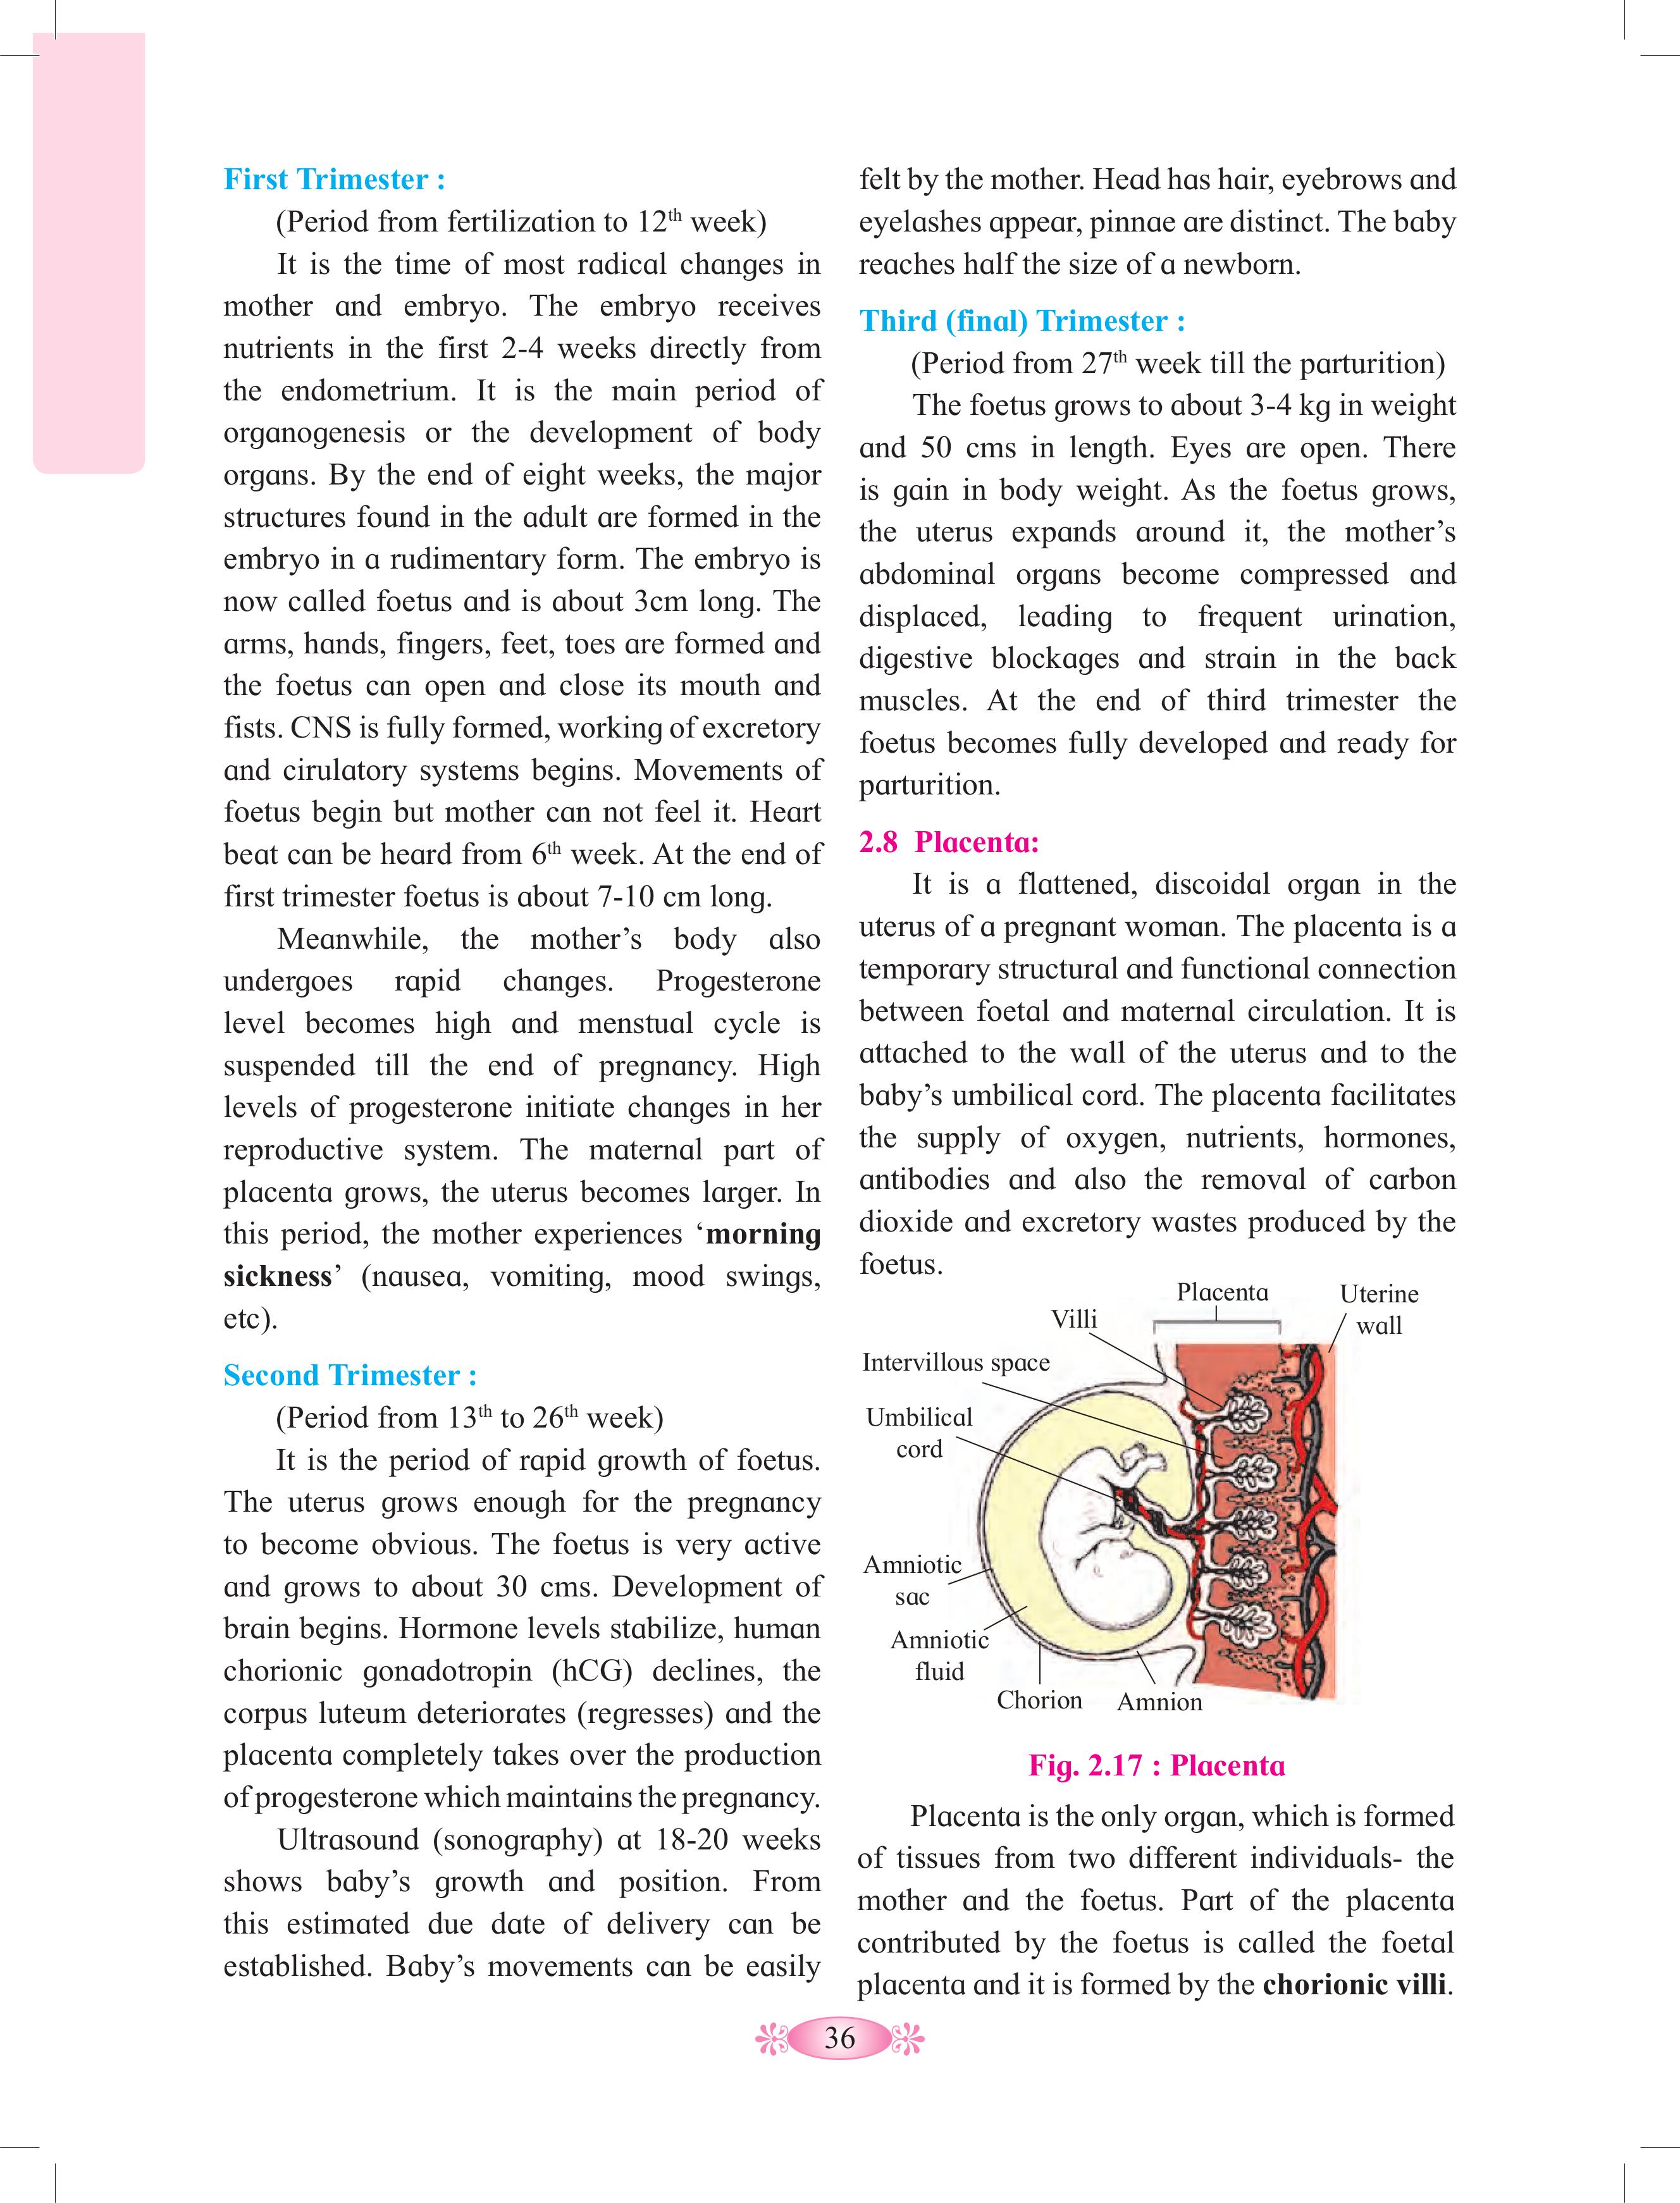 First Trimester :
(Period from fertilization to 12th week)
It is the time of most radical changes in
mother and embryo. The embryo receives
nutrients in the first 2-4 weeks directly from
the endometrium. It is the main period of
organogenesis or the development of body
organs. By the end of eight weeks, the major
structures found in the adult are formed in the
embryo in a rudimentary form. The embryo is
now called foetus and is about 3cm long. The
arms, hands, fingers, feet, toes are formed and
the foetus can open and close its mouth and
fists. CNS is fully formed, working of excretory
and cirulatory systems begins. Movements of
foetus begin but mother can not feel it. Heart
beat can be heard from 6th week. At the end of
first trimester foetus is about 7-10 cm long.
Meanwhile, the mother's body also
undergoes rapid changes. Progesterone
level becomes high and menstual cycle is
suspended till the end of pregnancy. High
levels of progesterone initiate changes in her
reproductive system. The maternal part of
placenta grows, the uterus becomes larger. In
this period, the mother experiences ‘morning
sickness’ (nausea, vomiting, mood swings,
etc).
Second Trimester :
(Period from 13th to 26th week)
It is the period of rapid growth of foetus.
The uterus grows enough for the pregnancy
to become obvious. The foetus is very active
and grows to about 30 cms. Development of
brain begins. Hormone levels stabilize, human
chorionic gonadotropin (hCG) declines, the
corpus luteum deteriorates (regresses) and the
placenta completely takes over the production
of progesterone which maintains the pregnancy.
Ultrasound (sonography) at 18-20 weeks
shows baby’s growth and position. From
this estimated due date of delivery can be
established. Baby’s movements can be easily
felt by the mother. Head has hair, eyebrows and
eyelashes appear, pinnae are distinct. The baby
reaches half the size of a newborn.
Third (final) Trimester :
(Period from 27th week till the parturition)
The foetus grows to about 3-4 kg in weight
and 50 cms in length. Eyes are open. There
is gain in body weight. As the foetus grows,
the uterus expands around it, the mother’s
abdominal organs become compressed and
displaced, leading to frequent urination,
digestive blockages and strain in the back
muscles. At the end of third trimester the
foetus becomes fully developed and ready for
parturition.
2.8 Placenta:
It is a flattened, discoidal organ in the
uterus of a pregnant woman. The placenta is a
temporary structural and functional connection
between foetal and maternal circulation. It is
attached to the wall of the uterus and to the
baby’s umbilical cord. The placenta facilitates
the supply of oxygen, nutrients, hormones,
antibodies and also the removal of carbon
dioxide and excretory wastes produced by the
foetus.
Placenta
Uterine
wall
Villi
Intervillous space
Umbilical
cord
Amniotic
sac
Amniotic
fluid
Chorion
Amnion
Fig. 2.17 : Placenta
Placenta is the only organ, which is formed
of tissues from two different individuals- the
mother and the foetus. Part of the placenta
contributed by the foetus is called the foetal
placenta and it is formed by the chorionic villi.
36